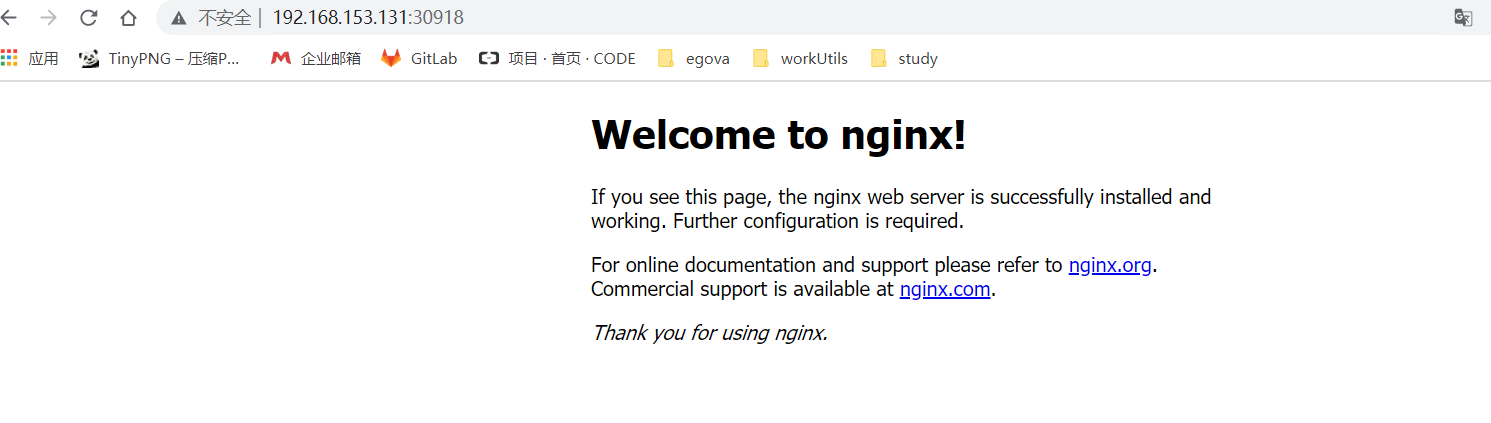 不安全 | 192.168.153.131:30918
应用 TinyPNG – 压缩P... 企业邮箱 GitLab 项目 · 首页 · CODE egova workUtils study
Welcome to nginx!
If you see this page, the nginx web server is successfully installed and
working. Further configuration is required.
For online documentation and support please refer to nginx.org.
Commercial support is available at nginx.com.
Thank you for using nginx.